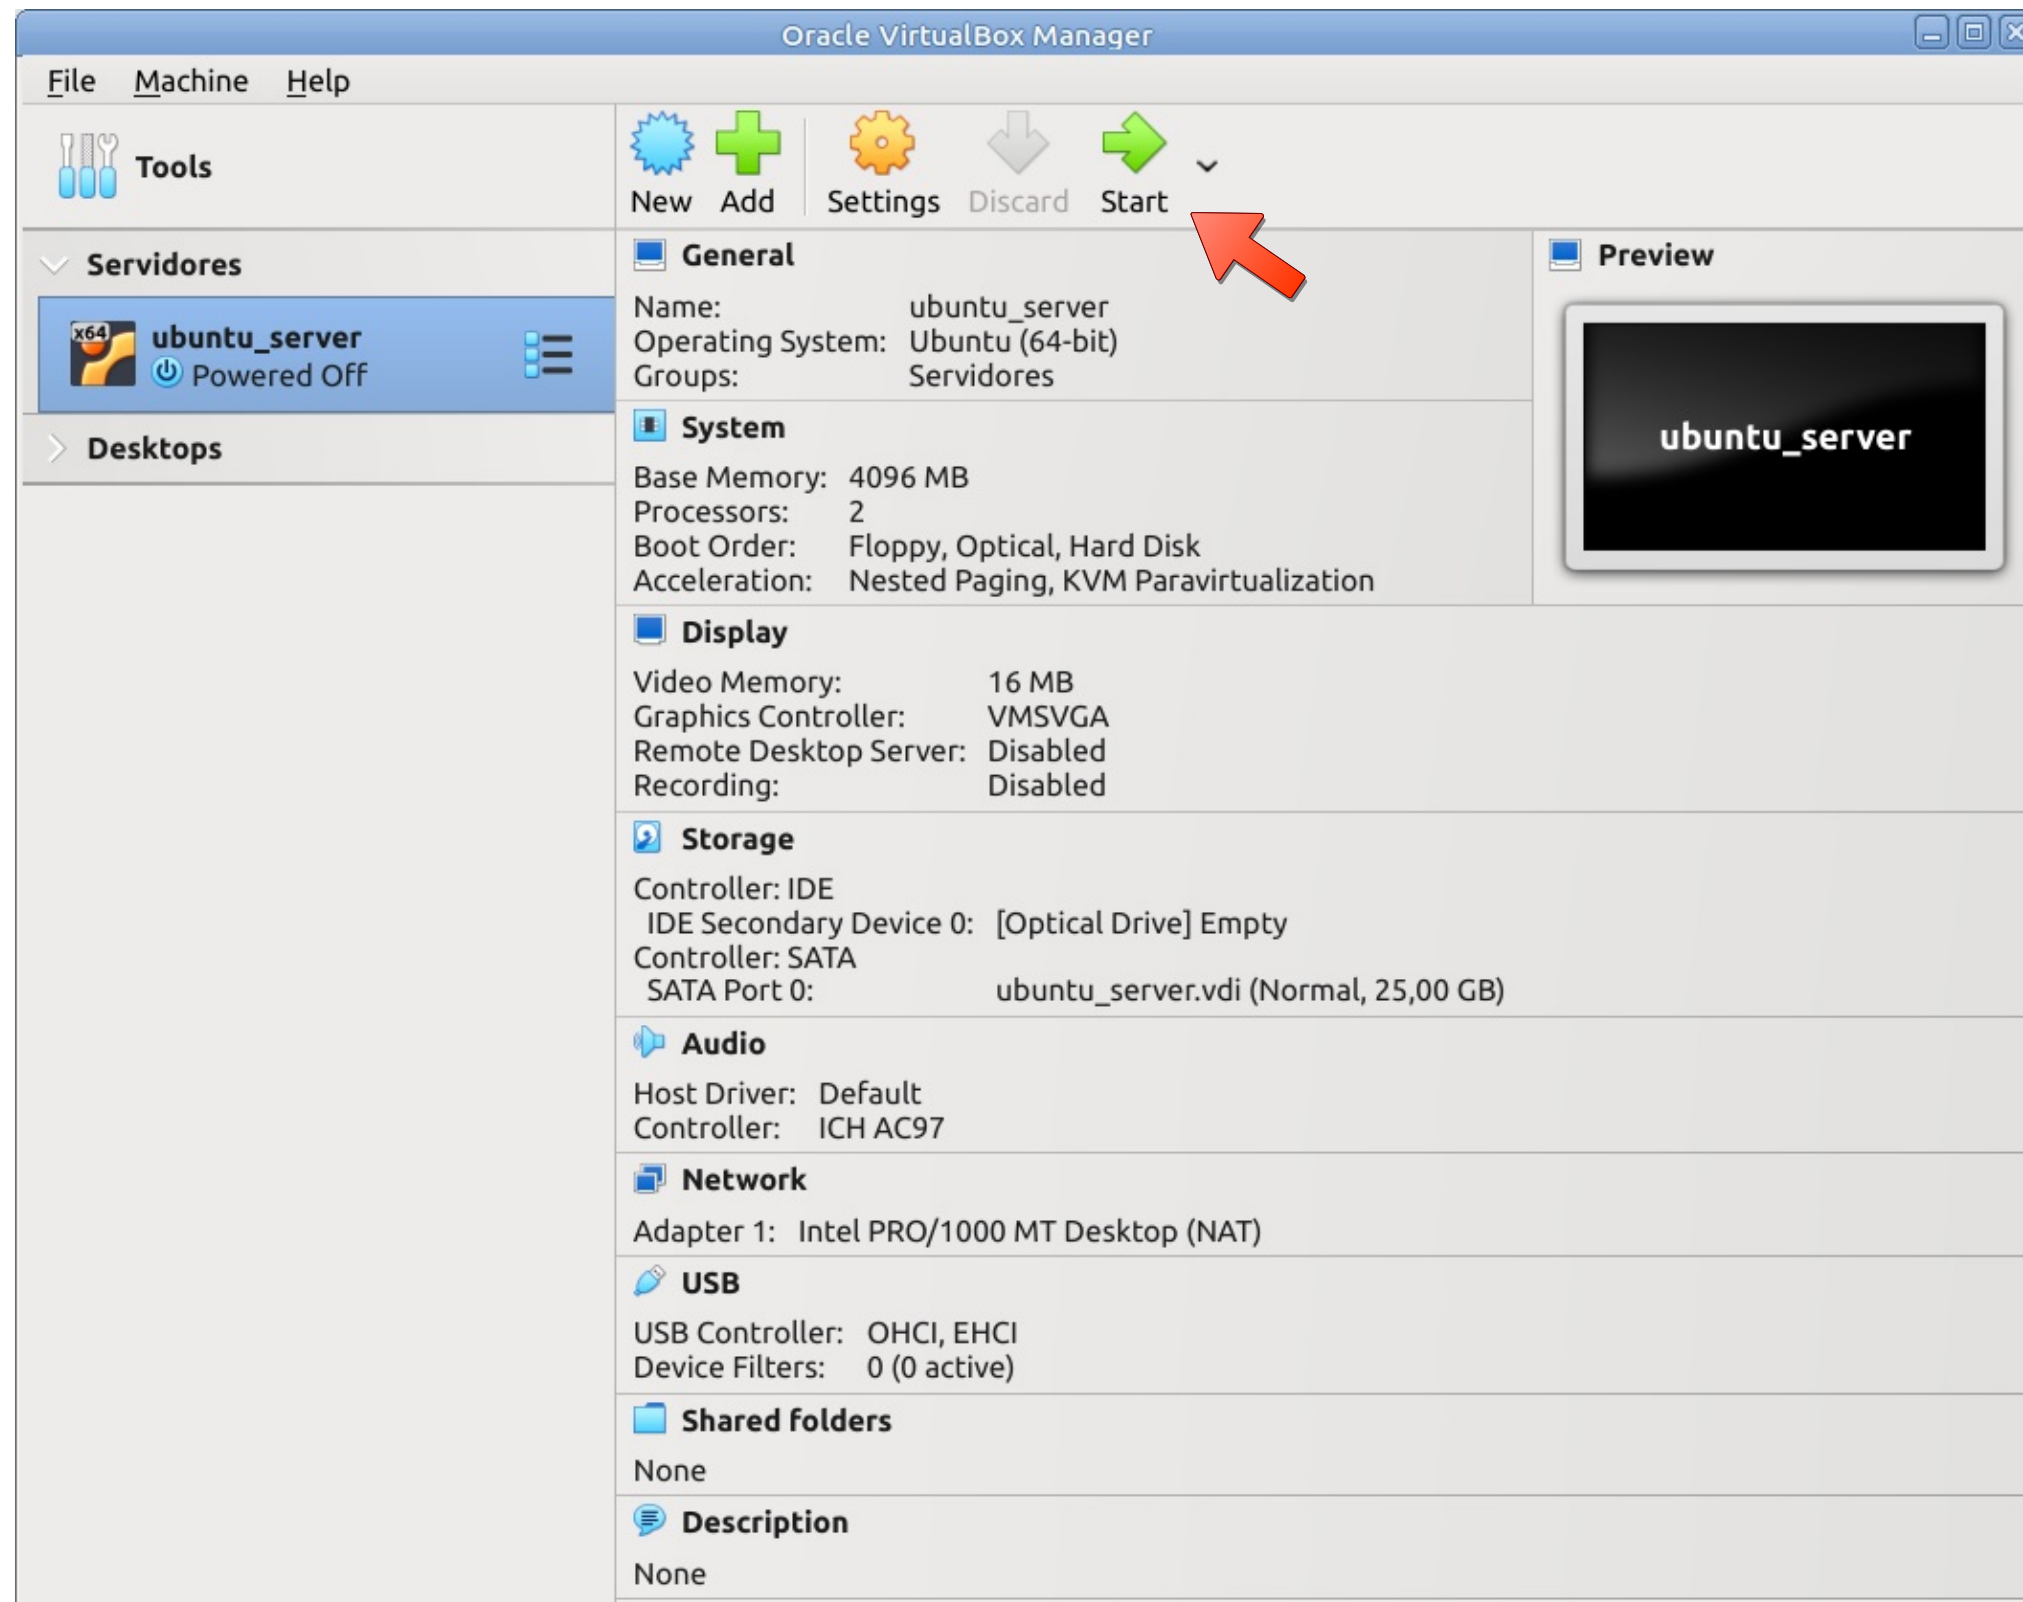 Oracle VirtualBox Manager
File Machine Help
Tools
New Add Settings Discard Start
Servidores
x64
ubuntu_server
Powered Off
Desktops
General
Name: ubuntu_server
Operating System: Ubuntu (64-bit)
Groups: Servidores
Preview
ubuntu_server
System
Base Memory: 4096 MB
Processors: 2
Boot Order: Floppy, Optical, Hard Disk
Acceleration: Nested Paging, KVM Paravirtualization
Display
Video Memory: 16 MB
Graphics Controller: VMSVGA
Remote Desktop Server: Disabled
Recording: Disabled
Storage
Controller: IDE
IDE Secondary Device 0: [Optical Drive] Empty
Controller: SATA
SATA Port 0: ubuntu_server.vdi (Normal, 25,00 GB)
Audio
Host Driver: Default
Controller: ICH AC97
Network
Adapter 1: Intel PRO/1000 MT Desktop (NAT)
USB
USB Controller: OHCI, EHCI
Device Filters: 0 (0 active)
Shared folders
None
Description
None